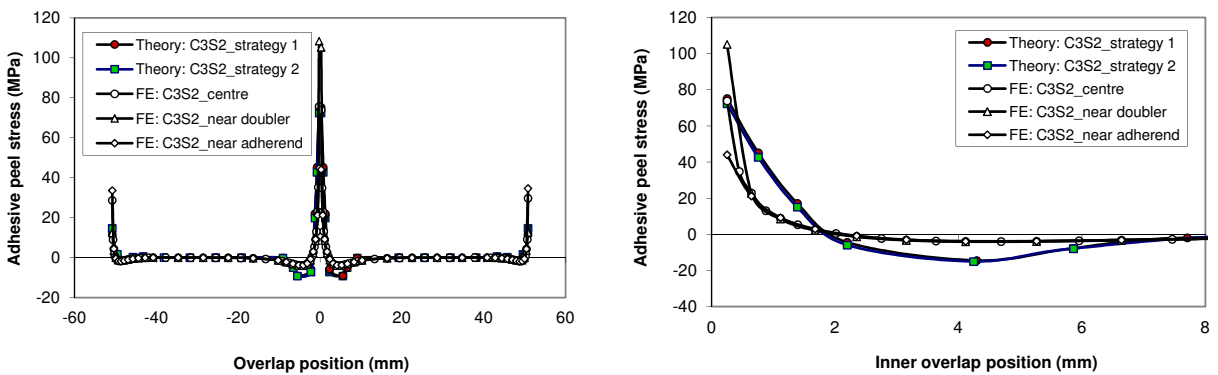 120
100
80
60
40
20
0
-20
-60 -40 -20 0 20 40 60
Adhesive peel stress (MPa)
Overlap position (mm)
Theory: C3S2_strategy 1
Theory: C3S2_strategy 2
FE: C3S2_centre
FE: C3S2_near doubler
FE: C3S2_near adherend
120
100
80
60
40
20
0
-20
-40
0 2 4 6 8
Adhesive peel stress (MPa)
Inner overlap position (mm)
Theory: C3S2_strategy 1
Theory: C3S2_strategy 2
FE: C3S2_centre
FE: C3S2_near doubler
FE: C3S2_near adherend